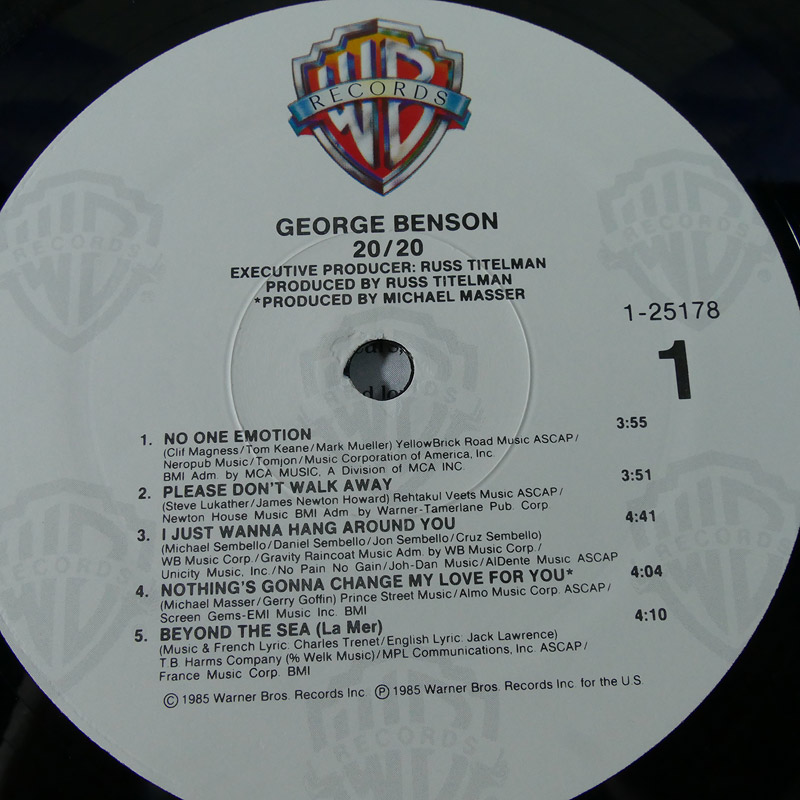 WB
RECORDS
GEORGE BENSON
20/20
EXECUTIVE PRODUCER: RUSS TITELMAN
PRODUCED BY RUSS TITELMAN
*PRODUCED BY MICHAEL MASSER
1-25178
1
1. NO ONE EMOTION 3:55
(Clif Magness/Tom Keane/Mark Mueller) YellowBrick Road Music ASCAP/
Neropub Music/Tomjon/Music Corporation of America, Inc.
BMI Adm. by MCA MUSIC, A Division of MCA INC.
2. PLEASE DON'T WALK AWAY 3:51
(Steve Lukather/James Newton Howard) Rehtakul Veets Music ASCAP/
Newton House Music BMI Adm. by Warner-Tamerlane Pub. Corp.
3. I JUST WANNA HANG AROUND YOU 4:41
(Michael Sembello/Daniel Sembello/Jon Sembello/Cruz Sembello)
WB Music Corp./Gravity Raincoat Music Adm. by WB Music Corp./
Unicity Music, Inc./No Pain No Gain/Joh-Dan Music/AlDente Music ASCAP
4. NOTHING'S GONNA CHANGE MY LOVE FOR YOU* 4:04
(Michael Masser/Gerry Goffin) Prince Street Music/Almo Music Corp. ASCAP/
Screen Gems-EMI Music Inc. BMI
5. BEYOND THE SEA (La Mer) 4:10
(Music & French Lyric: Charles Trenet/English Lyric: Jack Lawrence)
T.B. Harms Company (% Welk Music)/MPL Communications, Inc. ASCAP/
France Music Corp. BMI
© 1985 Warner Bros. Records Inc. ℗ 1985 Warner Bros. Records Inc. for the U.S.